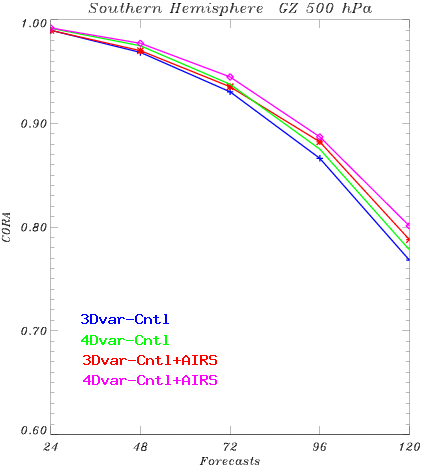 Southern Hemisphere GZ 500 hPa
1.00
0.90
0.80
0.70
0.60
CORA
3Dvar-Cntl
4Dvar-Cntl
3Dvar-Cntl+AIRS
4Dvar-Cntl+AIRS
24 48 72 96 120
Forecasts